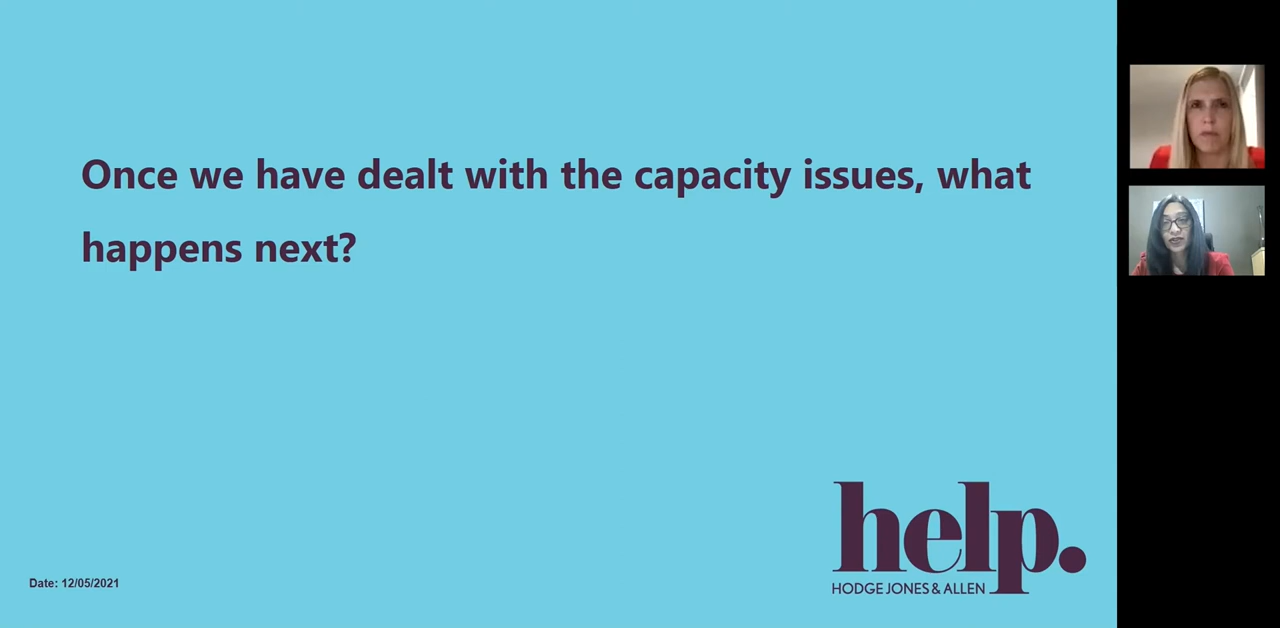 Once we have dealt with the capacity issues, what
happens next?
help.
HODGE JONES & ALLEN
Date: 12/05/2021